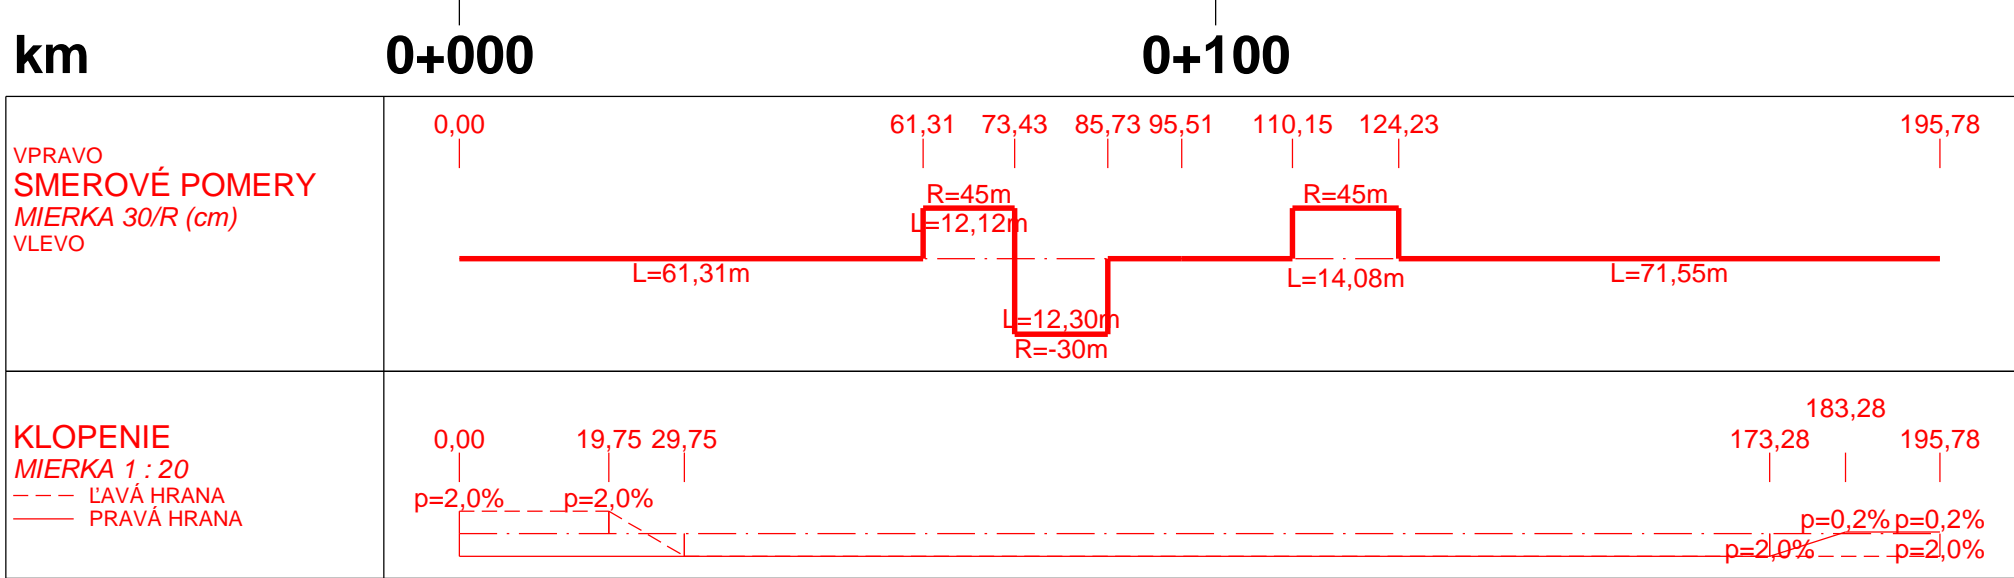 km 0+000 0+100
0,00 61,31 73,43 85,73 95,51 110,15 124,23 195,78
VPRAVO
SMEROVÉ POMERY
MIERKA 30/R (cm)
VLEVO
R=45m R=45m
L=12,12m
L=61,31m L=14,08m L=71,55m
L=12,30m
R=-30m
183,28
KLOPENIE 0,00 19,75 29,75 173,28 195,78
MIERKA 1 : 20
ĽAVÁ HRANA p=2,0% p=2,0%
PRAVÁ HRANA p=0,2% p=0,2%
p=2,0% p=2,0%